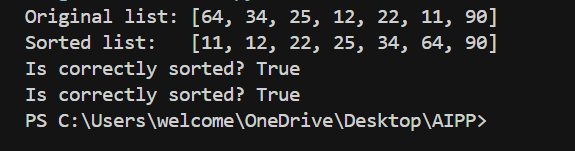 Original list: [64, 34, 25, 12, 22, 11, 90]
Sorted list:   [11, 12, 22, 25, 34, 64, 90]
Is correctly sorted? True
Is correctly sorted? True
PS C:\Users\welcome\OneDrive\Desktop\AIPP>